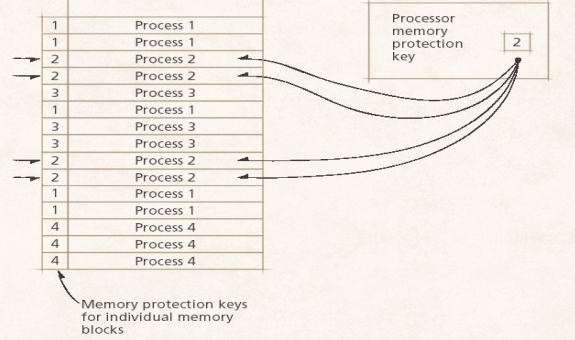 1 Process 1
1 Process 1
2 Process 2
2 Process 2
3 Process 3
1 Process 1
3 Process 3
3 Process 3
2 Process 2
2 Process 2
1 Process 1
1 Process 1
4 Process 4
4 Process 4
4 Process 4
Processor
memory
protection
key
2
Memory protection keys
for individual memory
blocks